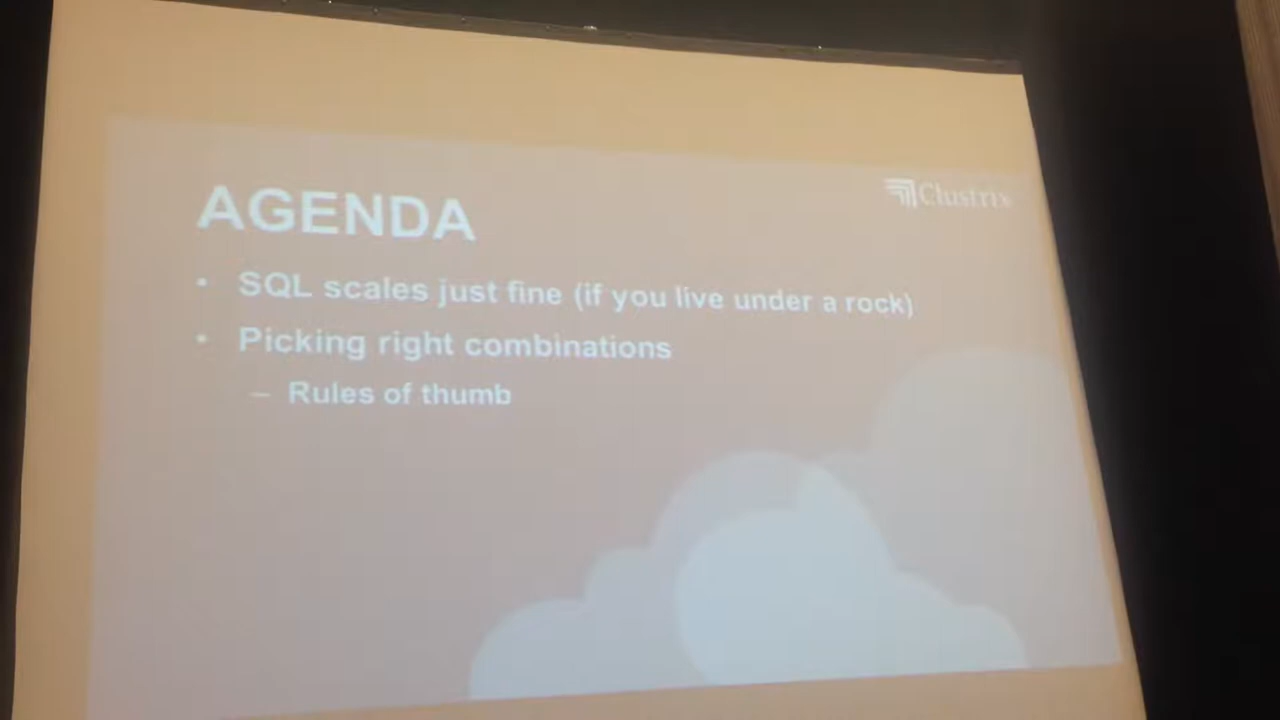 Clustrix
AGENDA
• SQL scales just fine (if you live under a rock)
• Picking right combinations
– Rules of thumb